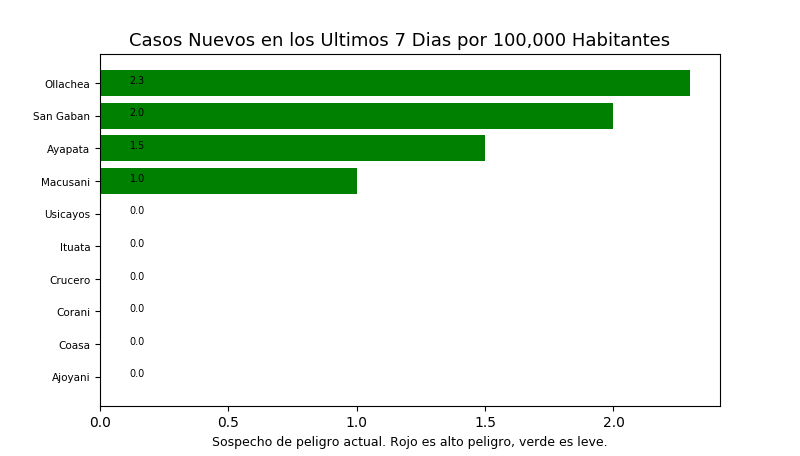 Casos Nuevos en los Ultimos 7 Dias por 100,000 Habitantes
Ollachea 2.3
San Gaban 2.0
Ayapata 1.5
Macusani 1.0
Usicayos 0.0
Ituata 0.0
Crucero 0.0
Corani 0.0
Coasa 0.0
Ajoyani 0.0
0.0 0.5 1.0 1.5 2.0
Sospecho de peligro actual. Rojo es alto peligro, verde es leve.